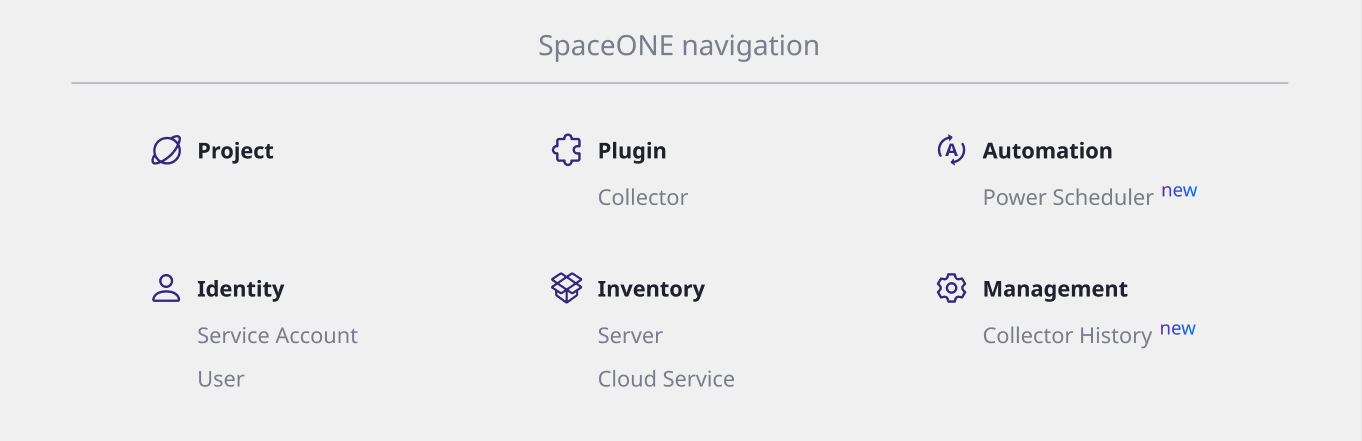 SpaceONE navigation
Project
Plugin
Collector
Automation
Power Scheduler new
Identity
Service Account
User
Inventory
Server
Cloud Service
Management
Collector History new